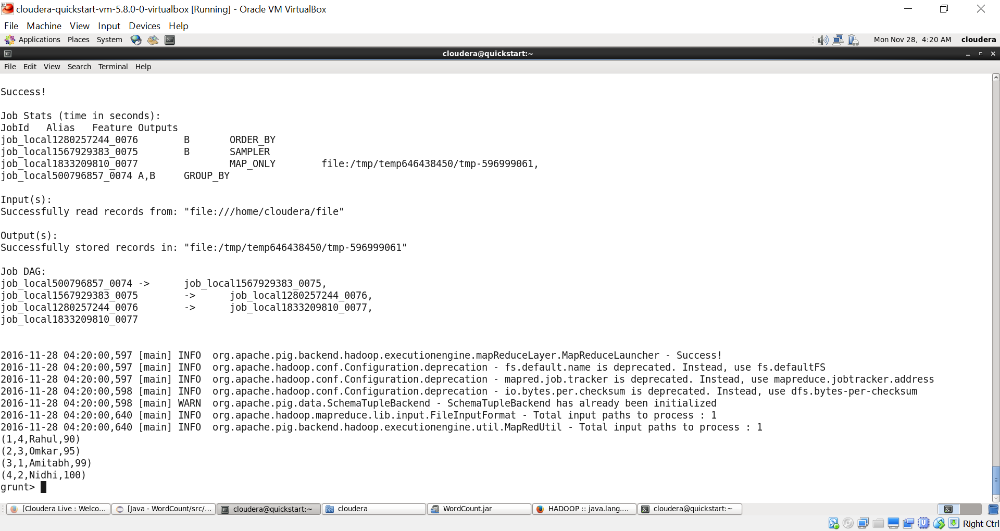 cloudera-quickstart-vm-5.8.0-0-virtualbox [Running] - Oracle VM VirtualBox
File Machine View Input Devices Help
Applications Places System Mon Nov 28, 4:20 AM cloudera
cloudera@quickstart:~
File Edit View Search Terminal Help
Success!
Job Stats (time in seconds):
JobId Alias Feature Outputs
job_local1280257244_0076 B ORDER_BY
job_local1567929383_0075 B SAMPLER
job_local1833209810_0077 MAP_ONLY file:/tmp/temp646438450/tmp-596999061,
job_local500796857_0074 A,B GROUP_BY
Input(s):
Successfully read records from: "file:///home/cloudera/file"
Output(s):
Successfully stored records in: "file:/tmp/temp646438450/tmp-596999061"
Job DAG:
job_local500796857_0074 -> job_local1567929383_0075,
job_local1567929383_0075 -> job_local1280257244_0076,
job_local1280257244_0076 -> job_local1833209810_0077,
job_local1833209810_0077
2016-11-28 04:20:00,597 [main] INFO org.apache.pig.backend.hadoop.executionengine.mapReduceLayer.MapReduceLauncher - Success!
2016-11-28 04:20:00,597 [main] INFO org.apache.hadoop.conf.Configuration.deprecation - fs.default.name is deprecated. Instead, use fs.defaultFS
2016-11-28 04:20:00,597 [main] INFO org.apache.hadoop.conf.Configuration.deprecation - mapred.job.tracker is deprecated. Instead, use mapreduce.jobtracker.address
2016-11-28 04:20:00,598 [main] INFO org.apache.hadoop.conf.Configuration.deprecation - io.bytes.per.checksum is deprecated. Instead, use dfs.bytes-per-checksum
2016-11-28 04:20:00,598 [main] WARN org.apache.pig.data.SchemaTupleBackend - SchemaTupleBackend has already been initialized
2016-11-28 04:20:00,640 [main] INFO org.apache.hadoop.mapreduce.lib.input.FileInputFormat - Total input paths to process : 1
2016-11-28 04:20:00,640 [main] INFO org.apache.pig.backend.hadoop.executionengine.util.MapRedUtil - Total input paths to process : 1
(1,4,Rahul,90)
(2,3,Omkar,95)
(3,1,Amitabh,99)
(4,2,Nidhi,100)
grunt>
[Cloudera Live : Welco... [Java - WordCount/src/... cloudera@quickstart:~ cloudera WordCount.jar HADOOP :: java.lang.... cloudera@quickstart:~
Right Ctrl